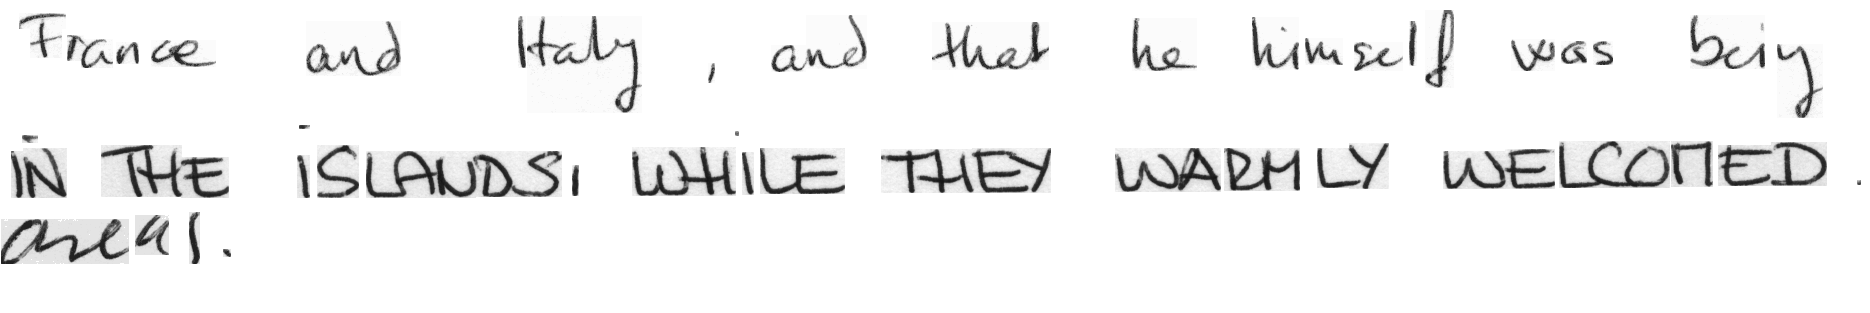 France and Italy, and that he himself was being
IN THE ISLANDS, WHILE THEY WARMLY WELCOMED
areas.